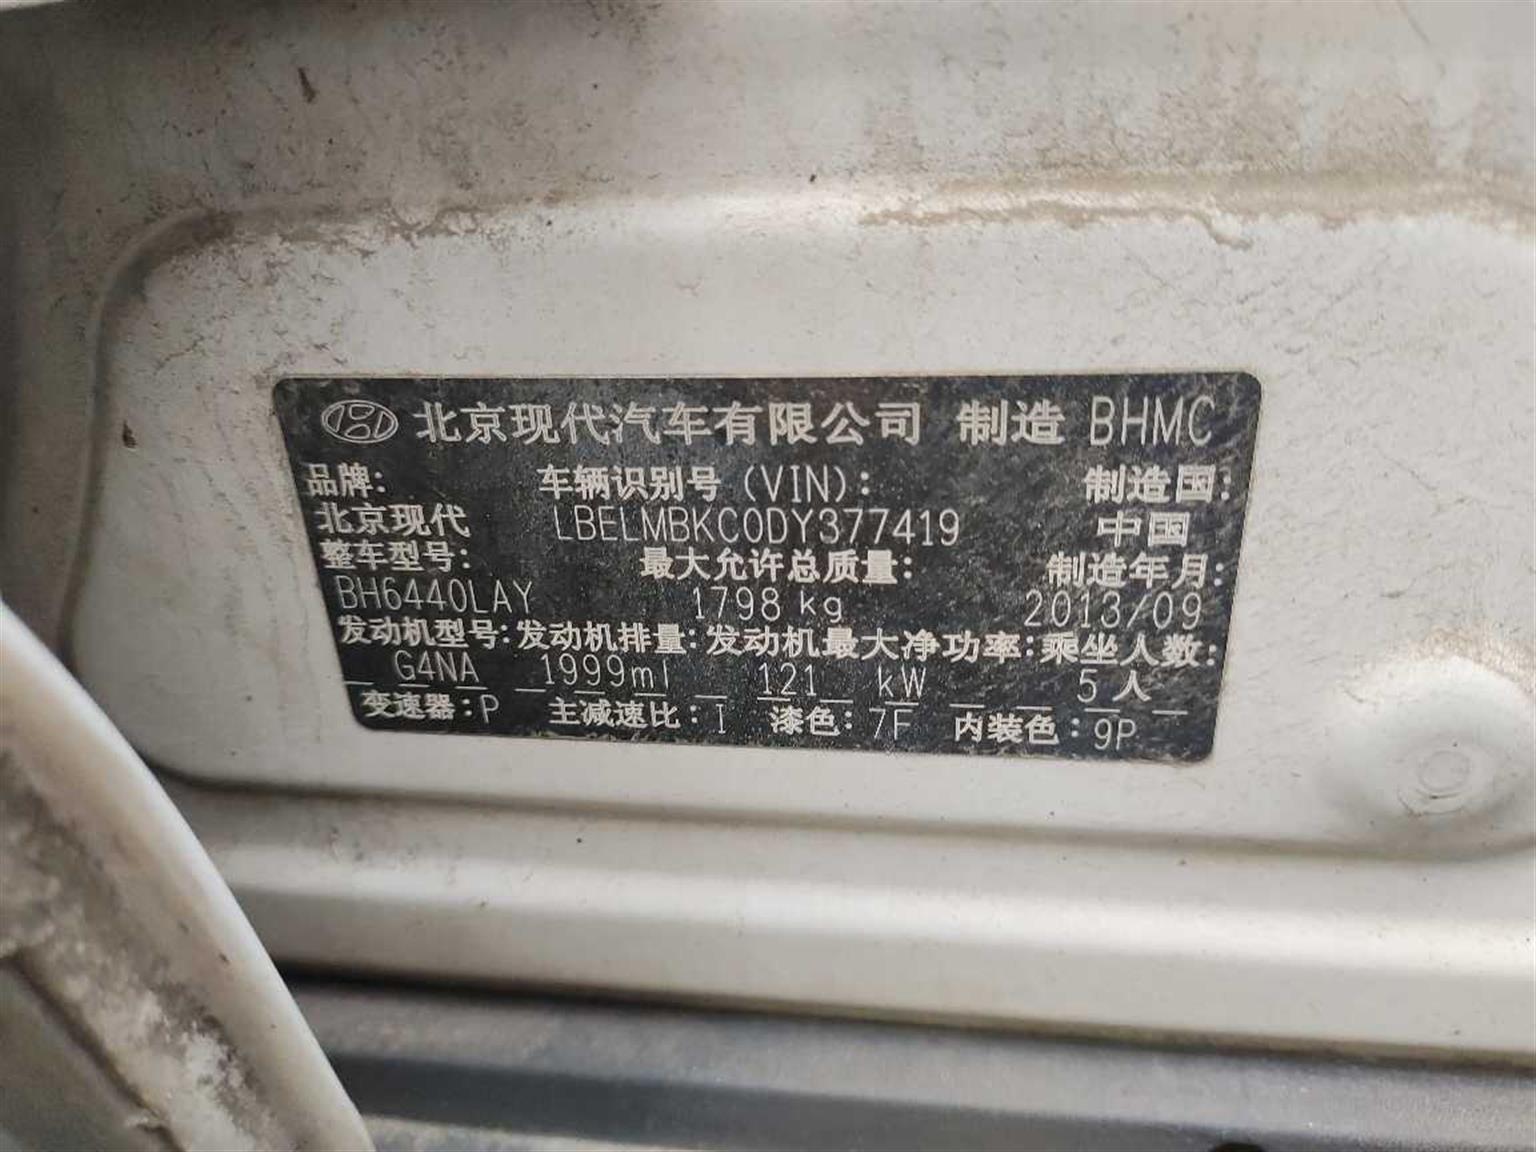 北京现代汽车有限公司 制造 BHMC
品牌: 车辆识别号 (VIN): 制造国:
北京现代 LBELMBKC0DY377419 中国
整车型号: 最大允许总质量: 制造年月:
BH6440LAY 1798 kg 2013/09
发动机型号: 发动机排量: 发动机最大净功率: 乘坐人数:
G4NA 1999ml 121 kW 5 人
变速器: P 主减速比: I 漆色: 7F 内装色: 9P